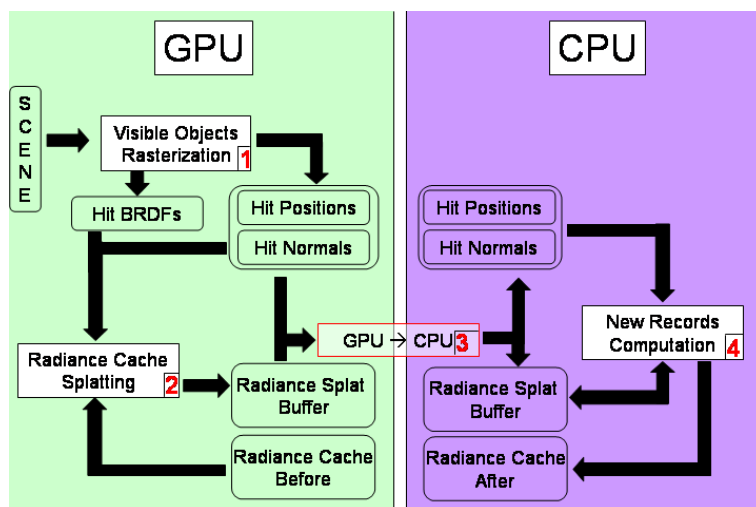 GPU
CPU
SCENE
Visible Objects
Rasterization 1
Hit BRDFs
Hit Positions
Hit Normals
Radiance Cache
Splatting 2
Radiance Splat
Buffer
Radiance Cache
Before
GPU → CPU 3
Hit Positions
Hit Normals
New Records
Computation 4
Radiance Splat
Buffer
Radiance Cache
After